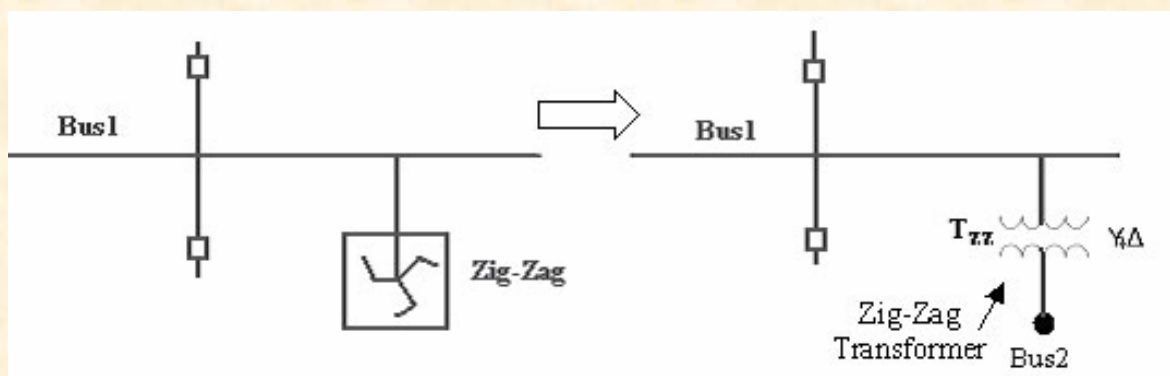 Bus1
Zig-Zag
Bus1
Tzz
Y/Δ
Zig-Zag
Transformer
Bus2